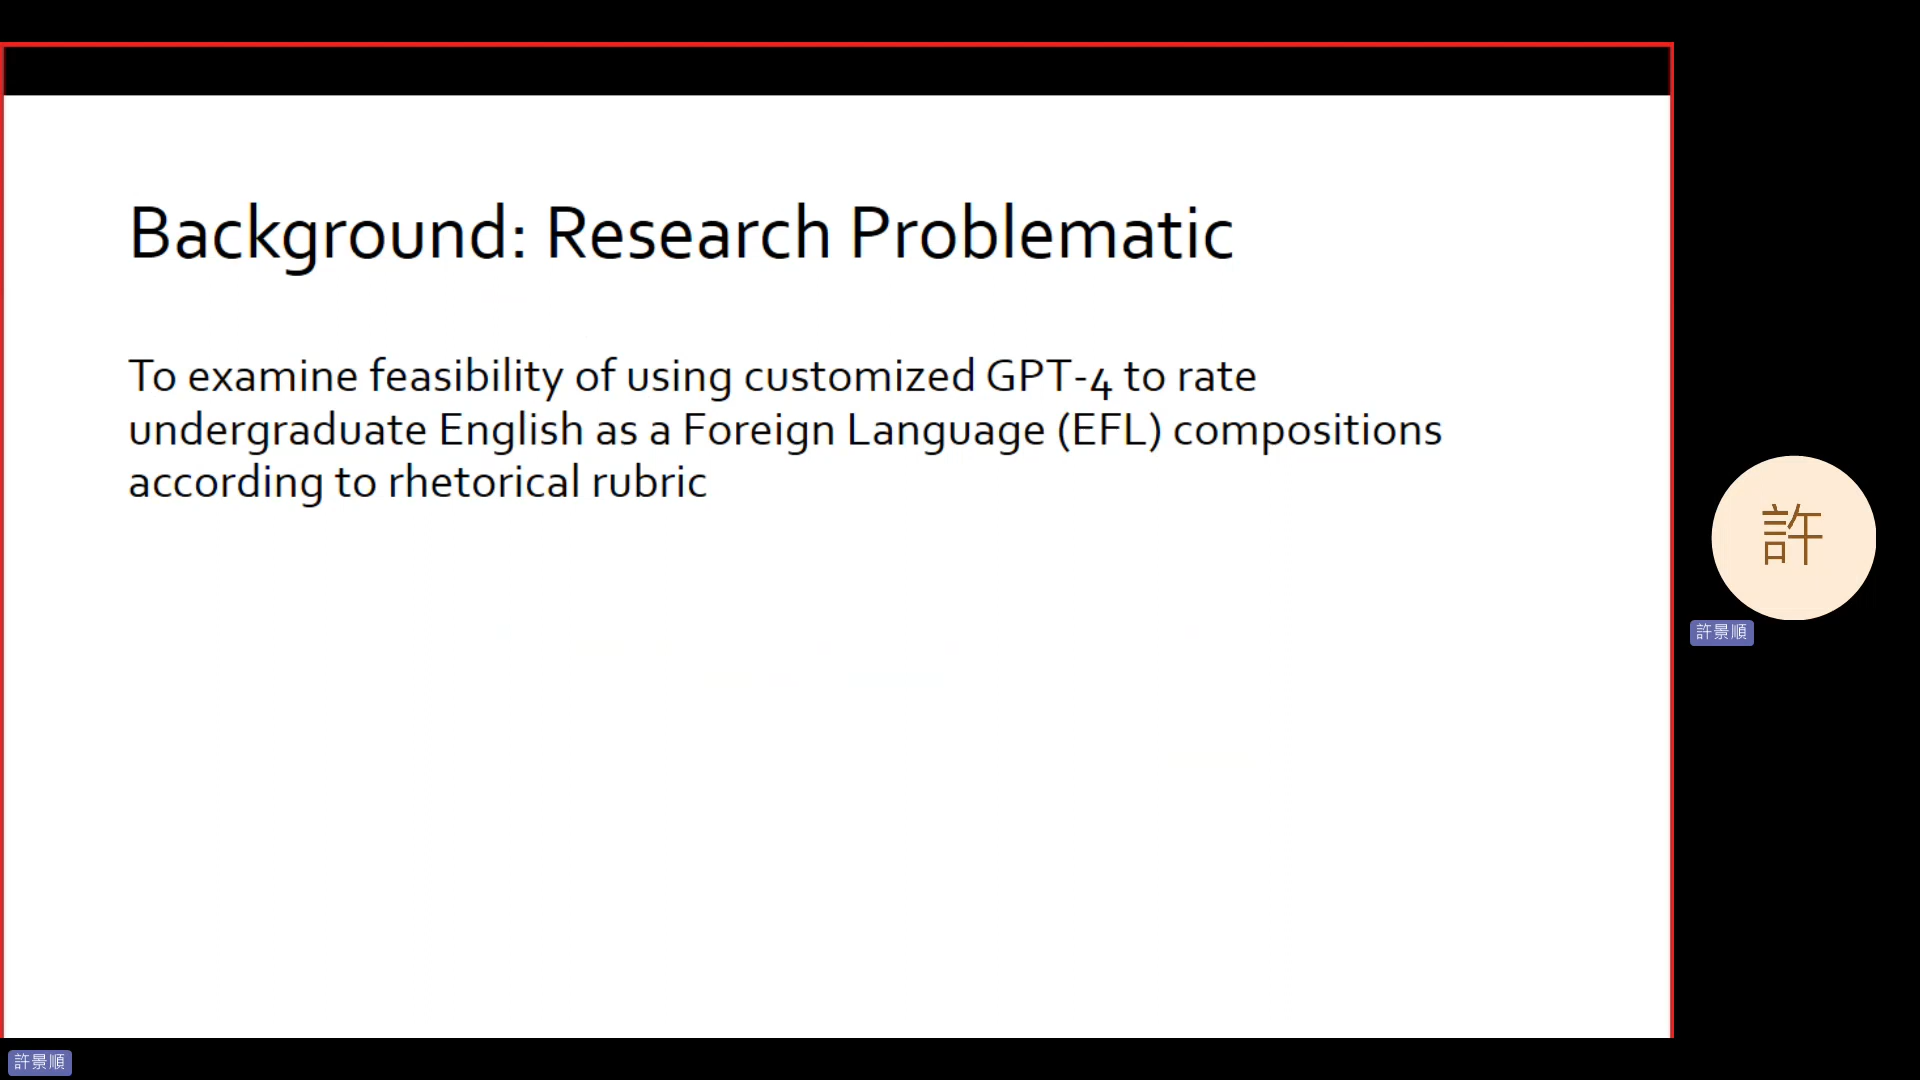 Background: Research Problematic
To examine feasibility of using customized GPT-4 to rate
undergraduate English as a Foreign Language (EFL) compositions
according to rhetorical rubric
許
許景順
許景順